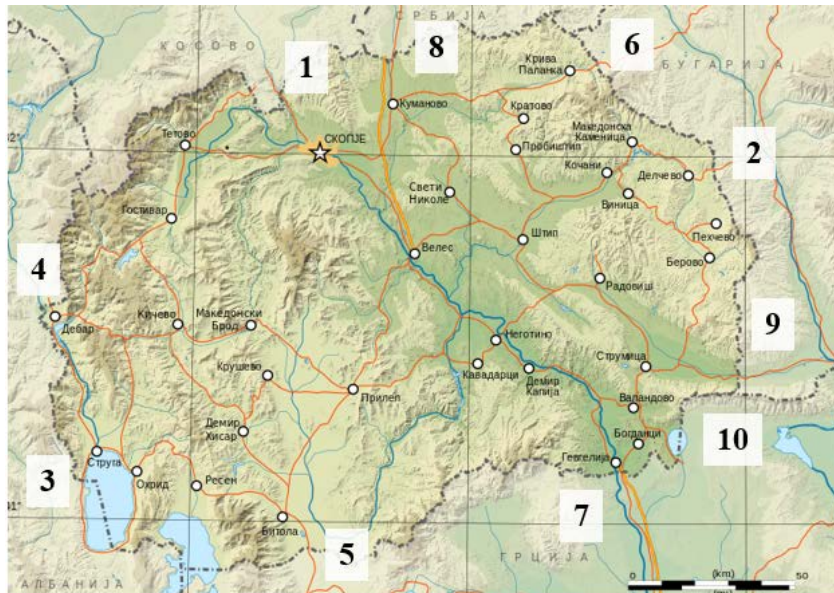 СРБИЈА
КОСОВО
8
6
1
БУГАРИЈА
Крива
Паланка
Куманово
Кратово
Тетово
СКОПЈЕ
Македонска
Каменица
42°
Пробиштип
2
Кочани
Делчево
Свети
Николе
Виница
Гостивар
Пехчево
Штип
Велес
Берово
4
Радовиш
Дебар
Кичево
Македонски
Брод
9
Неготино
Крушево
Струмица
Кавадарци
Демир
Капија
Прилеп
Валандово
Демир
Хисар
Богданци
10
Струга
Гевгелија
3
Охрид
Ресен
41°
7
Битола
5
ГРЦИЈА
АЛБАНИЈА
0 (km) 50